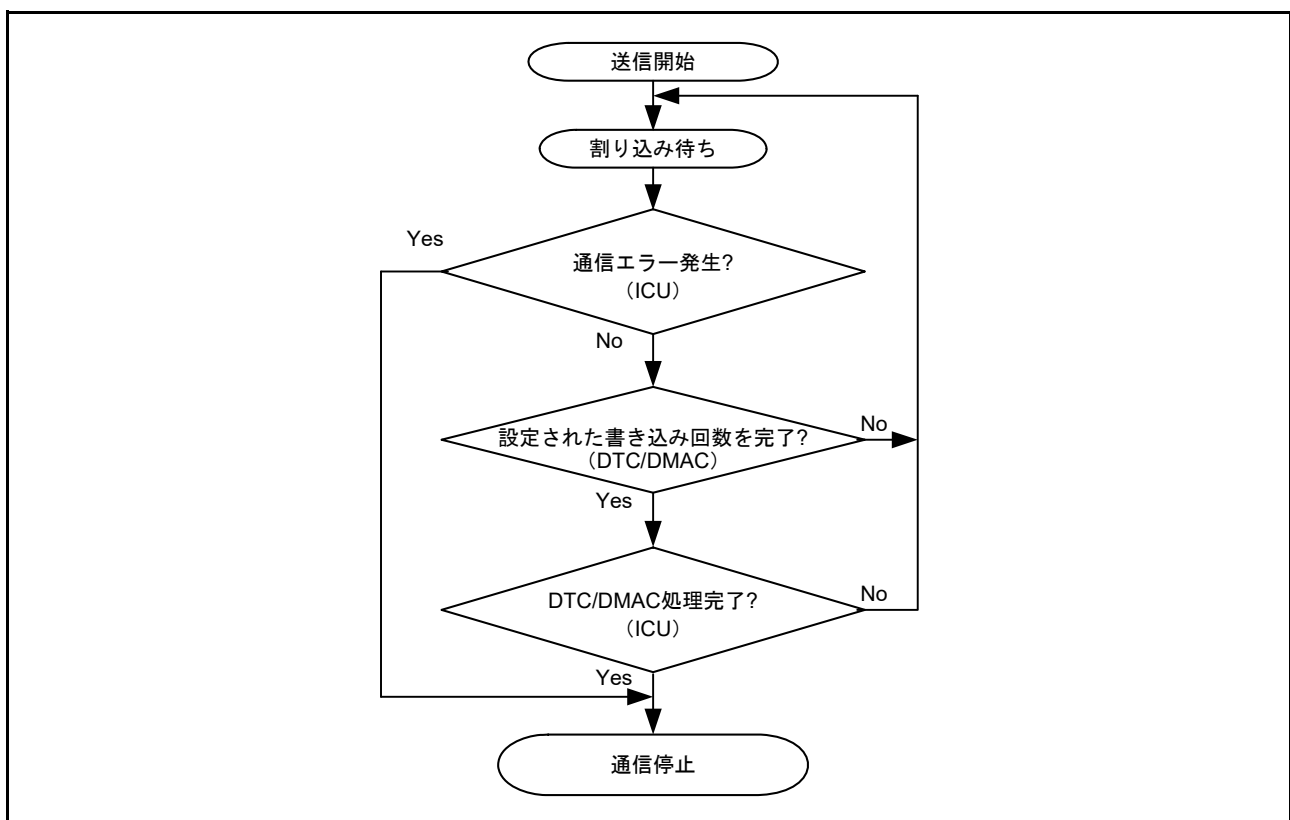 送信開始
割り込み待ち
Yes
通信エラー発生?
（ICU）
No
設定された書き込み回数を完了?
（DTC/DMAC）
No
Yes
DTC/DMAC処理完了?
（ICU）
No
Yes
通信停止